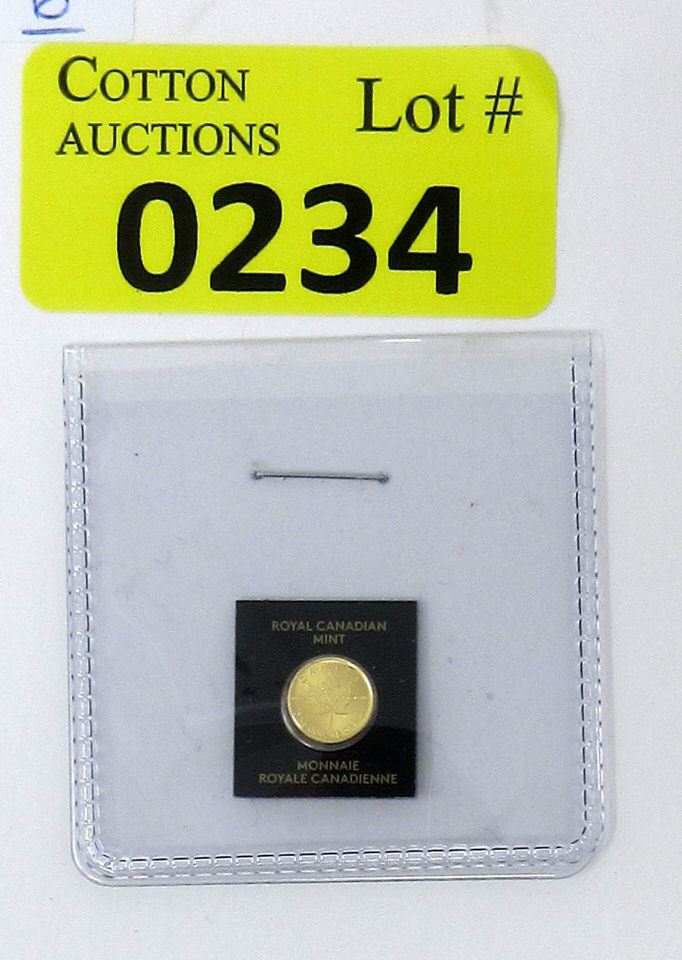 COTTON
AUCTIONS
Lot #
0234
ROYAL CANADIAN
MINT
MONNAIE
ROYALE CANADIENNE